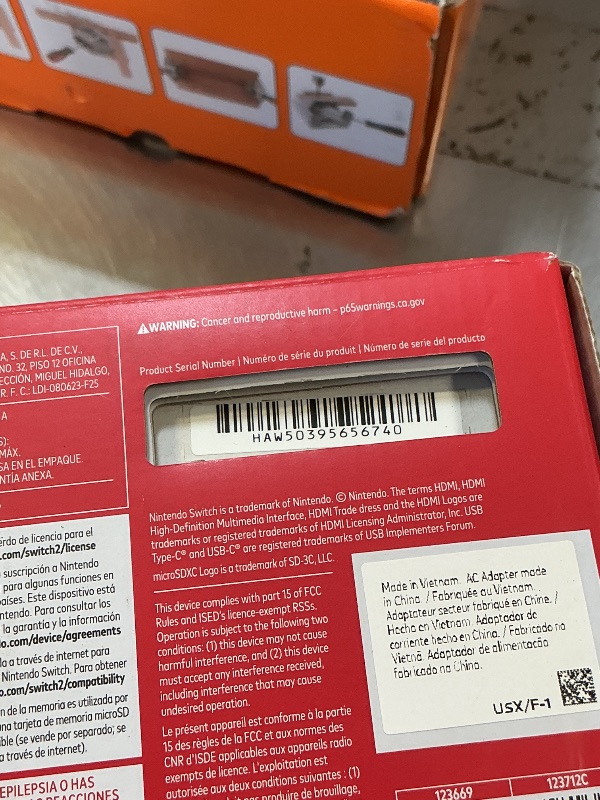 ⚠WARNING: Cancer and reproductive harm – p65warnings.ca.gov
Product Serial Number | Numéro de série du produit | Número de serie del producto
HAW50395656740
Nintendo Switch is a trademark of Nintendo. © Nintendo. The terms HDMI, HDMI
High-Definition Multimedia Interface, HDMI Trade dress and the HDMI Logos are
trademarks or registered trademarks of HDMI Licensing Administrator, Inc. USB
Type-C® and USB-C® are registered trademarks of USB Implementers Forum.
microSDXC Logo is a trademark of SD-3C, LLC.
This device complies with part 15 of FCC
Rules and ISED's licence-exempt RSSs.
Operation is subject to the following two
conditions: (1) this device may not cause
harmful interference, and (2) this device
must accept any interference received,
including interference that may cause
undesired operation.
Le présent appareil est conforme à la partie
15 des règles de la FCC et aux normes des
CNR d'ISDE applicables aux appareils radio
exempts de licence. L'exploitation est
autorisée aux deux conditions suivantes : (1)
pas produire de brouillage,
Made in Vietnam. AC Adapter made
in China. / Fabriquée au Vietnam.
Adaptateur secteur fabriqué en Chine. /
Hecho en Vietnam. Adaptador de
corriente hecho en China. / Fabricado no
Vietnã. Adaptador de alimentação
fabricado na China.
USX/F-1
123669
123712C
A, S. DE R.L. DE C.V.,
NO. 32, PISO 12 OFICINA
ECCIÓN, MIGUEL HIDALGO,
R. F. C.: LDI-080623-F25
A
S):
MÁX.
SA EN EL EMPAQUE.
NTÍA ANEXA.
erdo de licencia para el
.com/switch2/license
suscripción a Nintendo
para algunas funciones en
países. Este dispositivo está
ntendo. Para consultar los
la garantía y la información
lo.com/device/agreements
la a través de internet para
Nintendo Switch. Para obtener
o.com/switch2/compatibility
n de la memoria es utilizada por
una tarjeta de memoria microSD
ible (se vende por separado; se
a través de internet).
EPILEPSIA O HAS